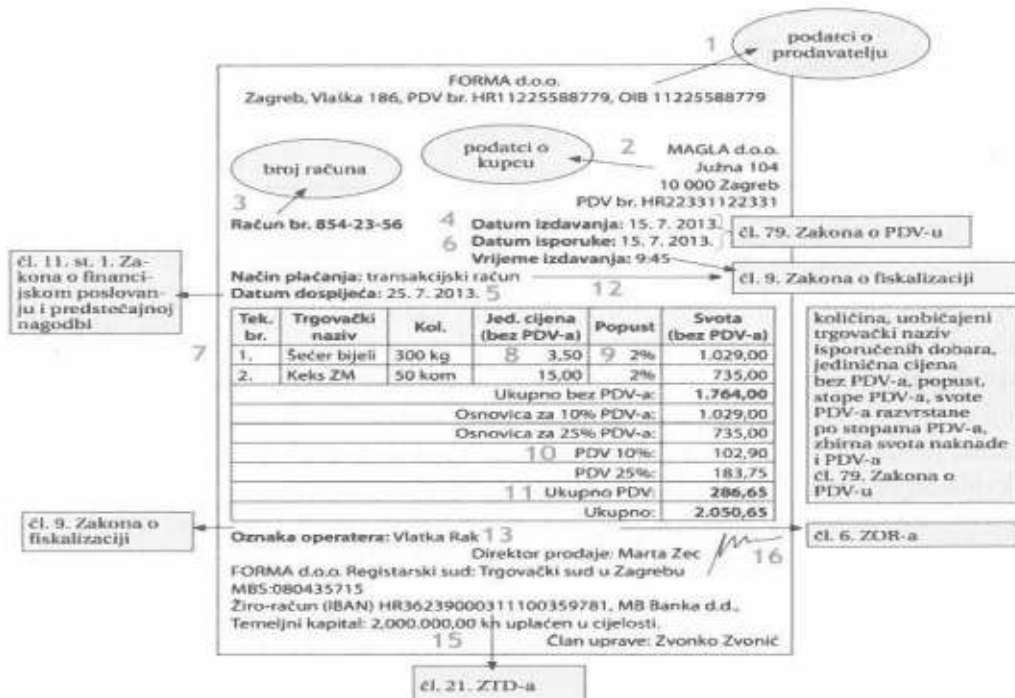 1
podatci o
prodavatelju
FORMA d.o.o.
Zagreb, Vlaška 186, PDV br. HR11225588779, OIB 11225588779
broj računa
podatci o
kupcu
2
MAGLA d.o.o.
Južna 104
10 000 Zagreb
PDV br. HR22331122331
3
Račun br. 854-23-56
4 Datum izdavanja: 15. 7. 2013.
6 Datum isporuke: 15. 7. 2013.
Vrijeme izdavanja: 9:45
čl. 79. Zakona o PDV-u
čl. 9. Zakona o fiskalizaciji
čl. 11. st. 1. Za-
kona o financi-
jskom poslovan-
ju i predstečajnoj
nagodbi
Način plaćanja: transakcijski račun 12
Datum dospijeća: 25. 7. 2013. 5
7
Tek. br. Trgovački naziv Kol. Jed. cijena (bez PDV-a) Popust Svota (bez PDV-a)
1. Šećer bijeli 300 kg 8 3,50 9 2% 1.029,00
2. Keks ZM 50 kom 15,00 2% 735,00
Ukupno bez PDV-a: 1.764,00
Osnovica za 10% PDV-a: 1.029,00
Osnovica za 25% PDV-a: 735,00
10 PDV 10%: 102,90
PDV 25%: 183,75
11 Ukupno PDV: 286,65
Ukupno: 2.050,65
količina, uobičajeni
trgovački naziv
isporučenih dobara,
jedinična cijena
bez PDV-a, popust,
stope PDV-a, svote
PDV-a razvrstane
po stopama PDV-a,
zbirna svota naknade
i PDV-a
čl. 79. Zakona o
PDV-u
čl. 9. Zakona o
fiskalizaciji
čl. 6. ZOR-a
Oznaka operatera: Vlatka Rak 13
Direktor prodaje: Marta Zec 16
FORMA d.o.o. Registarski sud: Trgovački sud u Zagrebu
MBS:080435715
Žiro-račun (IBAN) HR3623900003111100359781, MB Banka d.d.,
Temeljni kapital: 2,000.000,00 kn uplaćen u cijelosti.
15 Član uprave: Zvonko Zvonić
čl. 21. ZTD-a